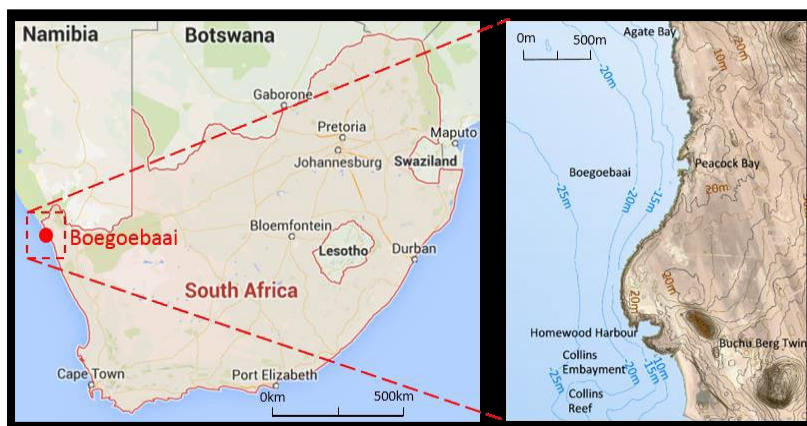 Namibia
Botswana
Gaborone
Pretoria
Johannesburg
Maputo
Swaziland
Boegoebaai
Bloemfontein
Lesotho
Durban
South Africa
Cape Town
Port Elizabeth
0km
500km
0m
500m
Agate Bay
-20m
20m
10m
Boegoebaai
Peacock Bay
-25m
-20m
-15m
20m
20m
20m
Homewood Harbour
Buchu Berg Twin
Collins
Embayment
-10m
-15m
-20m
-25m
Collins
Reef